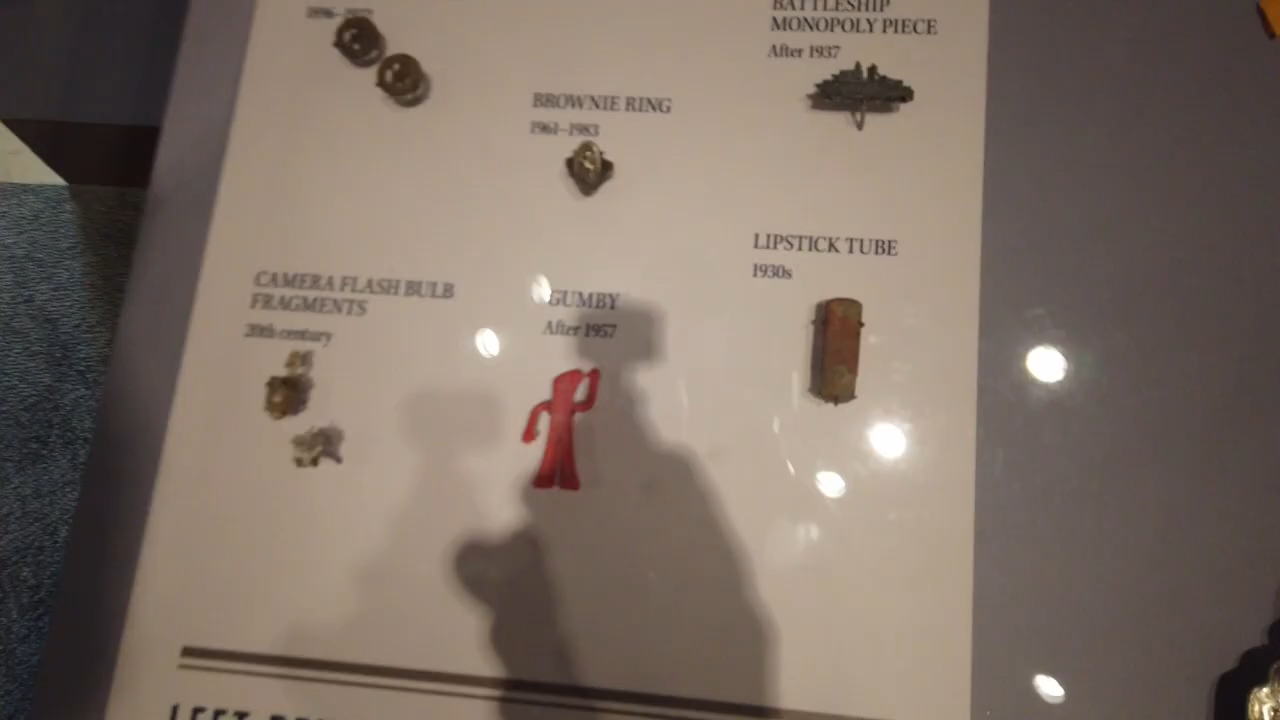 BATTLESHIP
MONOPOLY PIECE
After 1937
BROWNIE RING
1961–1983
LIPSTICK TUBE
1930s
CAMERA FLASH BULB
FRAGMENTS
20th century
GUMBY
After 1957
LEFT